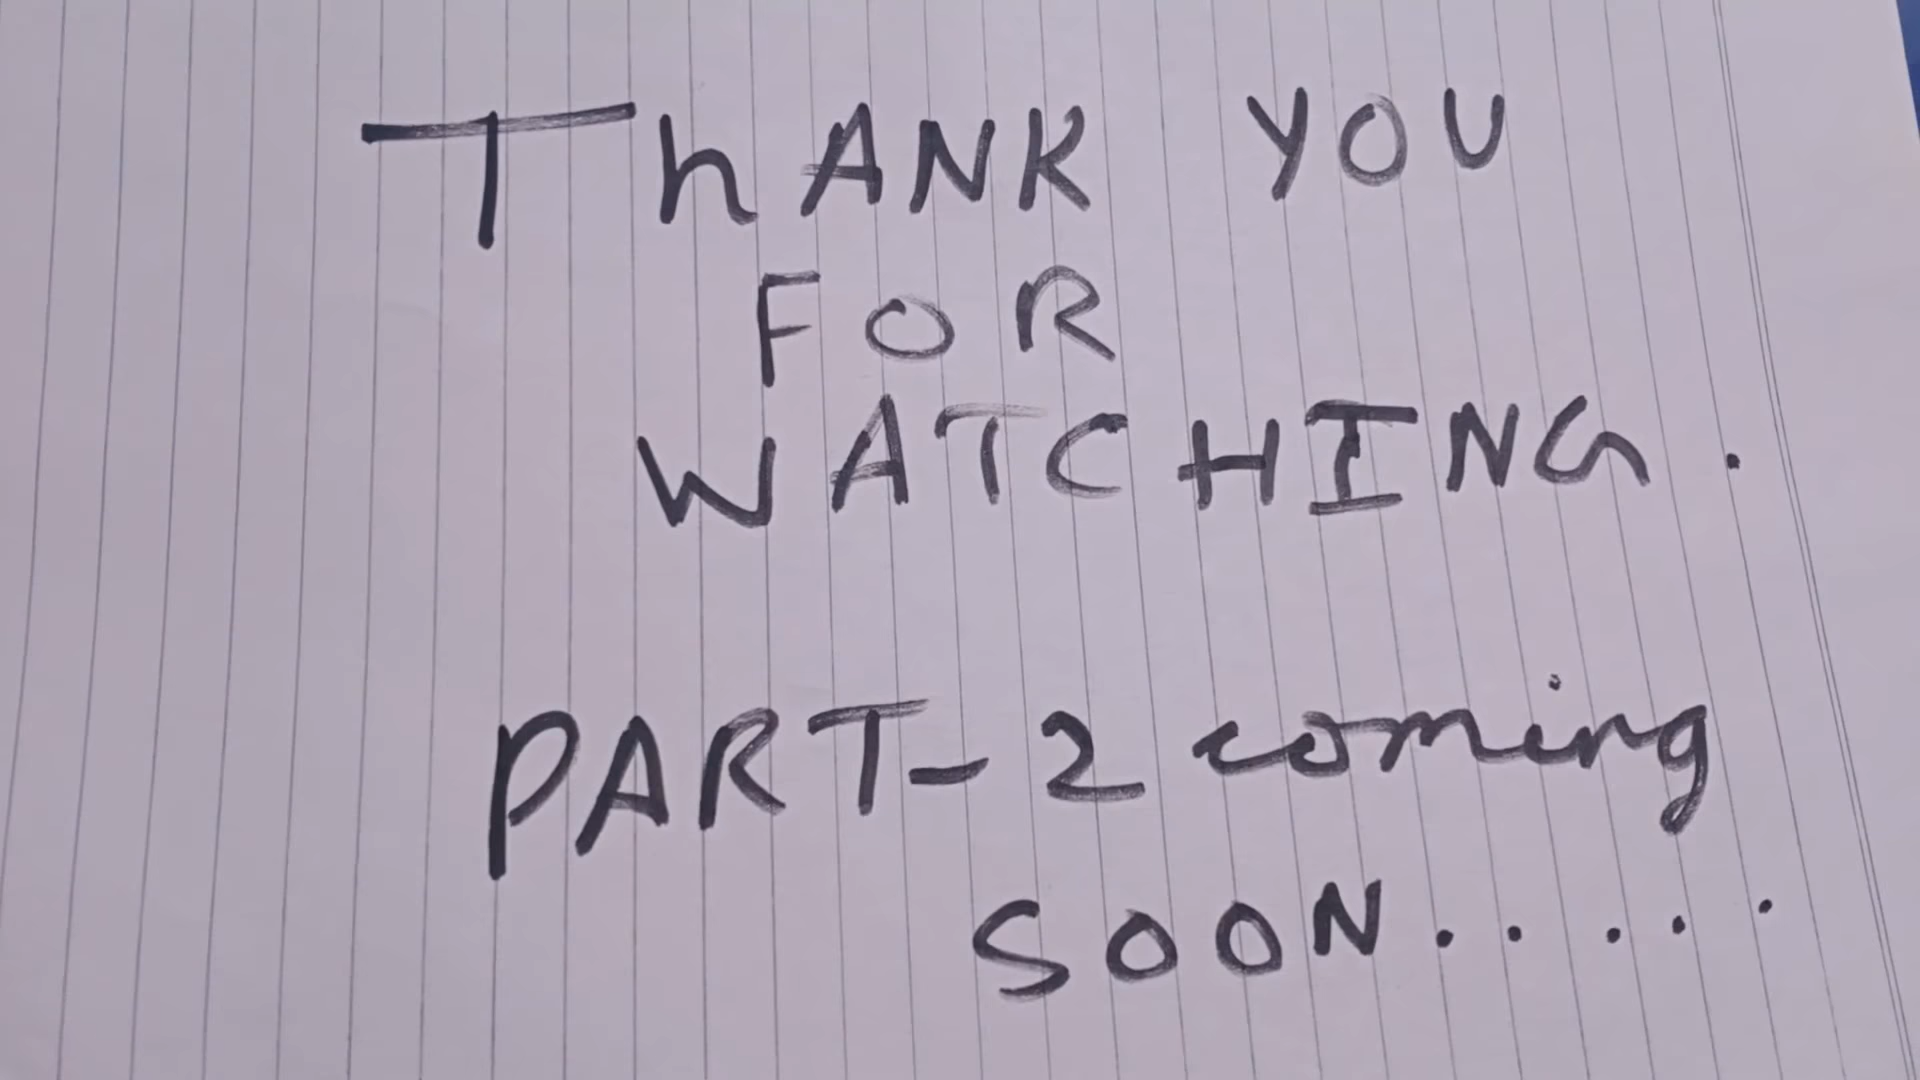 ThANK YOU
FOR
WATCHING.
PART-2 coming
SOON.....